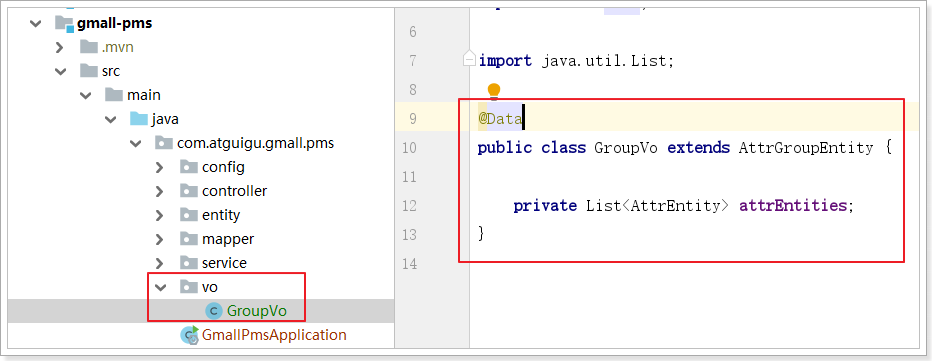 gmall-pms
.mvn
src
main
java
com.atguigu.gmall.pms
config
controller
entity
mapper
service
vo
GroupVo
GmallPmsApplication
6
7 import java.util.List;
8
9 @Data
10 public class GroupVo extends AttrGroupEntity {
11
12 private List<AttrEntity> attrEntities;
13 }
14